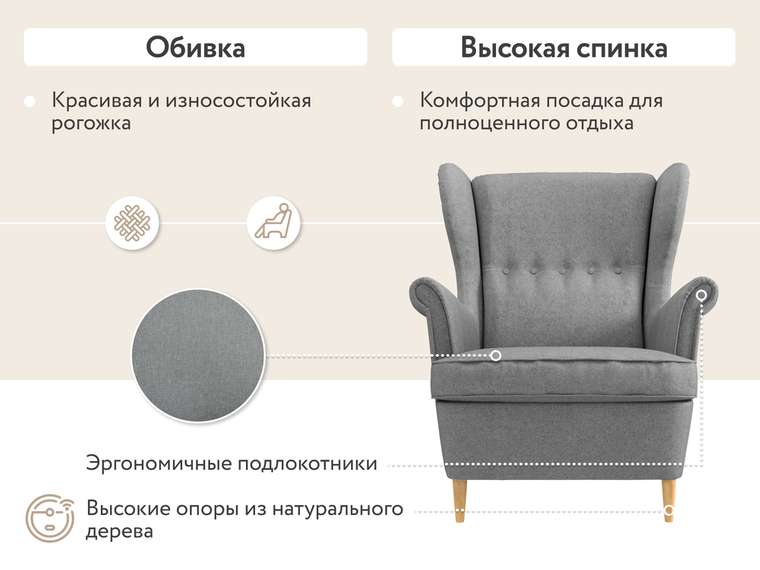 Обивка
Красивая и износостойкая
рогожка
Высокая спинка
Комфортная посадка для
полноценного отдыха
Эргономичные подлокотники
Высокие опоры из натурального
дерева